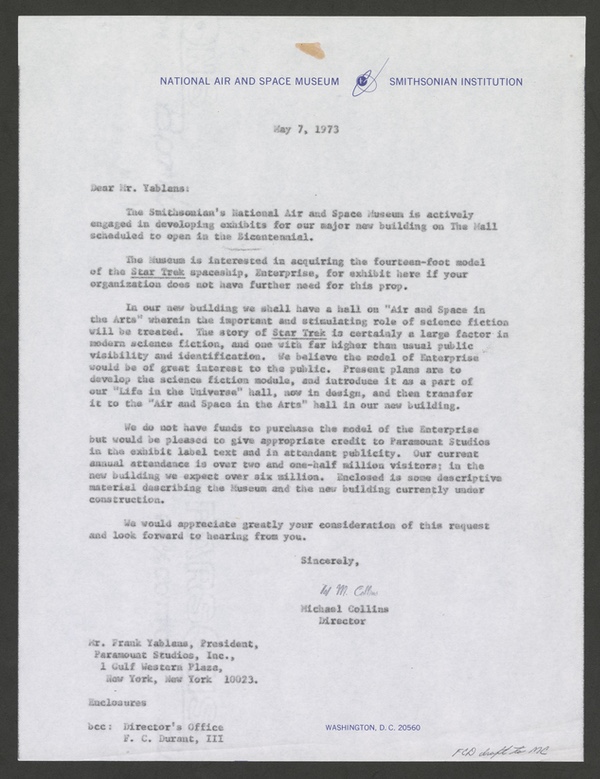 NATIONAL AIR AND SPACE MUSEUM SMITHSONIAN INSTITUTION
May 7, 1973
Dear Mr. Yablans:
The Smithsonian's National Air and Space Museum is actively
engaged in developing exhibits for our major new building on The Mall
scheduled to open in the Bicentennial.
The Museum is interested in acquiring the fourteen-foot model
of the Star Trek spaceship, Enterprise, for exhibit here if your
organization does not have further need for this prop.
In our new building we shall have a hall on "Air and Space in
the Arts" wherein the important and stimulating role of science fiction
will be treated. The story of Star Trek is certainly a large factor in
modern science fiction, and one with far higher than usual public
visibility and identification. We believe the model of Enterprise
would be of great interest to the public. Present plans are to
develop the science fiction module, and introduce it as a part of
our "Life in the Universe" hall, now in design, and then transfer
it to the "Air and Space in the Arts" hall in our new building.
We do not have funds to purchase the model of the Enterprise
but would be pleased to give appropriate credit to Paramount Studios
in the exhibit label text and in attendant publicity. Our current
annual attendance is over two and one-half million visitors; in the
new building we expect over six million. Enclosed is some descriptive
material describing the Museum and the new building currently under
construction.
We would appreciate greatly your consideration of this request
and look forward to hearing from you.
Sincerely,
M. Collins
Michael Collins
Director
Mr. Frank Yablans, President,
Paramount Studios, Inc.,
1 Gulf Western Plaza,
New York, New York 10023.
Enclosures
bcc: Director's Office
F. C. Durant, III
WASHINGTON, D.C. 20560
draft for